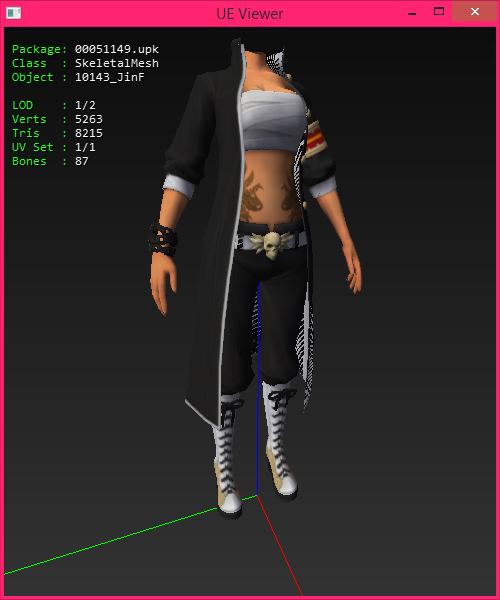 UE Viewer
Package: 00051149.upk
Class : SkeletalMesh
Object : 10143_JinF
LOD : 1/2
Verts : 5263
Tris : 8215
UV Set : 1/1
Bones : 87